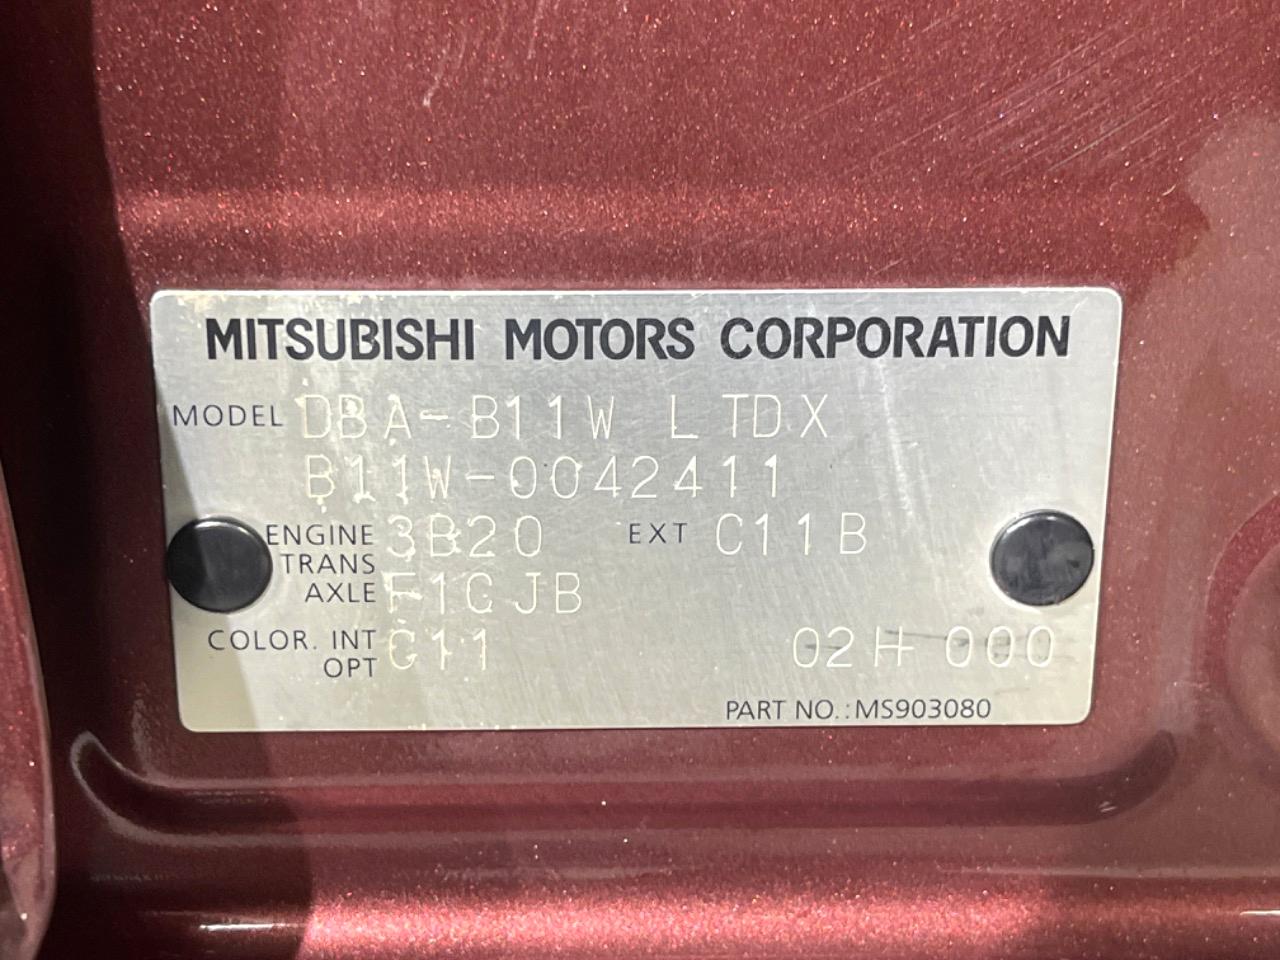 MITSUBISHI MOTORS CORPORATION
MODEL DBA-B11W LTDX
B11W-0042411
ENGINE 3B20 EXT C11B
TRANS
AXLE F1CJB
COLOR. INT G11 02H 000
OPT
PART NO.:MS903080